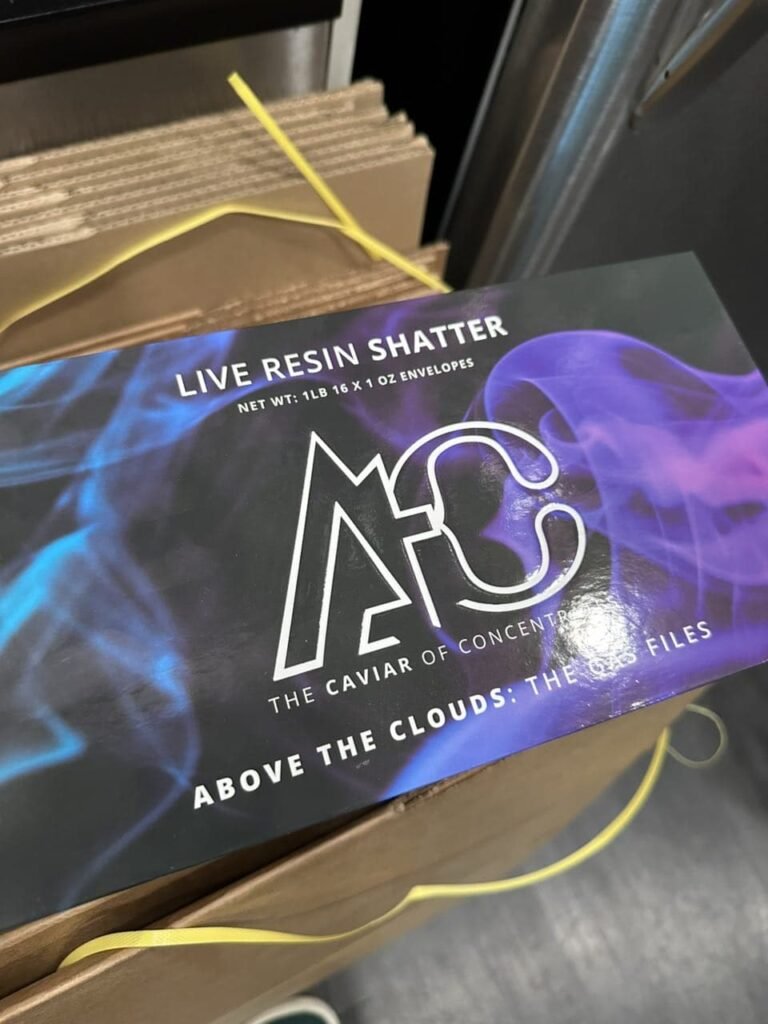 LIVE RESIN SHATTER
NET WT: 1LB 16 X 1 OZ ENVELOPES
AC
THE CAVIAR OF
ABOVE THE CLOUDS: THE GAS FILES